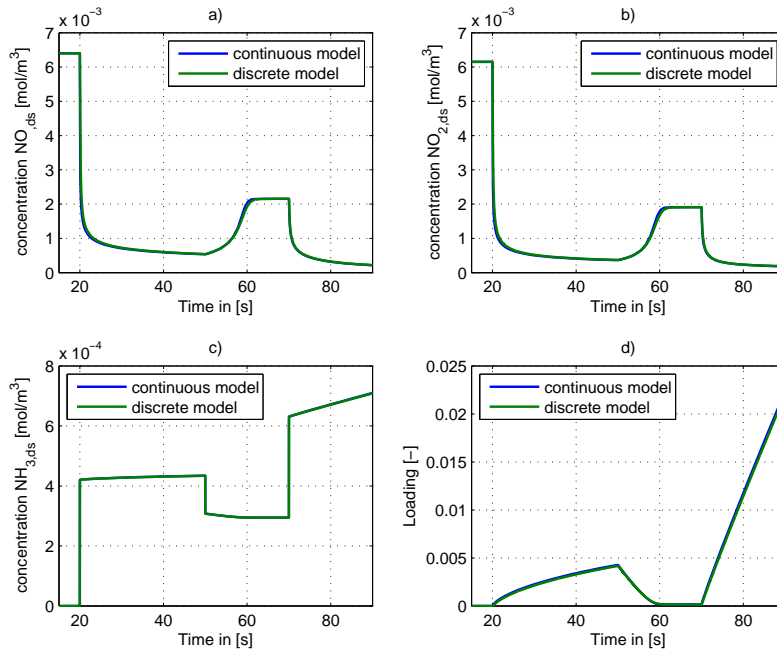 a)
x 10⁻³
7
6
5
4
3
2
1
0
concentration NO,ds [mol/m³]
continuous model
discrete model
20 40 60 80
Time in [s]
b)
x 10⁻³
7
6
5
4
3
2
1
0
concentration NO2,ds [mol/m³]
continuous model
discrete model
20 40 60 80
Time in [s]
c)
x 10⁻⁴
8
6
4
2
0
concentration NH3,ds [mol/m³]
continuous model
discrete model
20 40 60 80
Time in [s]
d)
0.025
0.02
0.015
0.01
0.005
0
Loading [−]
continuous model
discrete model
20 40 60 80
Time in [s]